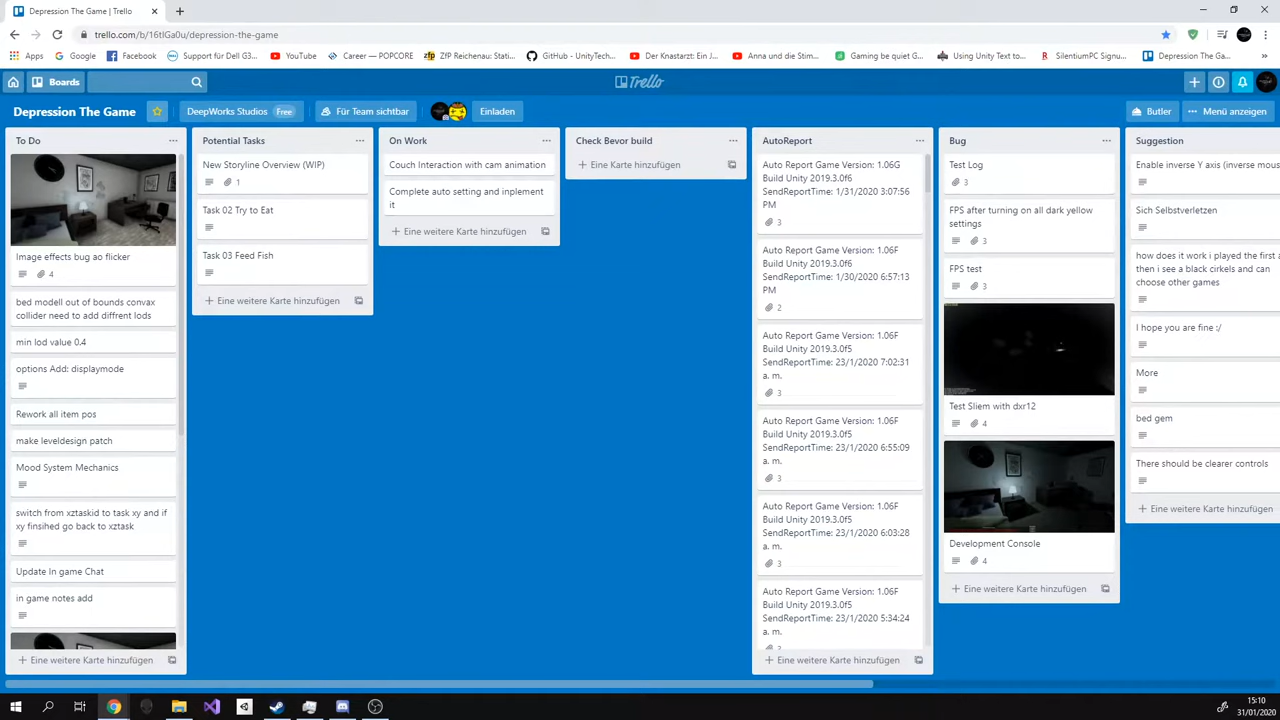 Depression The Game | Trello
trello.com/b/16tIGa0u/depression-the-game
Apps
Google
Facebook
Support für Dell G3...
YouTube
Career — POPCORE
ZfP Reichenau: Stati...
GitHub - UnityTech...
Der Knastarzt: Ein J...
Anna und die Stim...
Gaming be quiet G...
Using Unity Text to...
SilentiumPC Signu...
Depression The Ga...
Boards
Trello
Depression The Game
DeepWorks Studios Free
Für Team sichtbar
Einladen
Butler
Menü anzeigen
To Do
Image effects bug ao flicker
4
bed modell out of bounds convax
collider need to add diffrent lods
min lod value 0.4
options Add: displaymode
Rework all item pos
make leveldesign patch
Mood System Mechanics
switch from xztaskid to task xy and if
xy finsihed go back to xztask
Update In game Chat
in game notes add
Eine weitere Karte hinzufügen
Potential Tasks
New Storyline Overview (WIP)
1
Task 02 Try to Eat
Task 03 Feed Fish
Eine weitere Karte hinzufügen
On Work
Couch Interaction with cam animation
Complete auto setting and inplement
it
Eine weitere Karte hinzufügen
Check Bevor build
Eine Karte hinzufügen
AutoReport
Auto Report Game Version: 1.06G
Build Unity 2019.3.0f6
SendReportTime: 1/31/2020 3:07:56
PM
3
Auto Report Game Version: 1.06F
Build Unity 2019.3.0f6
SendReportTime: 1/30/2020 6:57:13
PM
2
Auto Report Game Version: 1.06F
Build Unity 2019.3.0f5
SendReportTime: 23/1/2020 7:02:31
a. m.
3
Auto Report Game Version: 1.06F
Build Unity 2019.3.0f5
SendReportTime: 23/1/2020 6:55:09
a. m.
3
Auto Report Game Version: 1.06F
Build Unity 2019.3.0f5
SendReportTime: 23/1/2020 6:03:28
a. m.
3
Auto Report Game Version: 1.06F
Build Unity 2019.3.0f5
SendReportTime: 23/1/2020 5:34:24
a. m.
3
Eine weitere Karte hinzufügen
Bug
Test Log
3
FPS after turning on all dark yellow
settings
3
FPS test
3
Test Sliem with dxr12
4
Development Console
4
Eine weitere Karte hinzufügen
Suggestion
Enable inverse Y axis (inverse mous
Sich Selbstverletzen
how does it work i played the first a
then i see a black cirkels and can
choose other games
I hope you are fine :/
More
bed gem
There should be clearer controls
Eine weitere Karte hinzufügen
15:10
31/01/2020